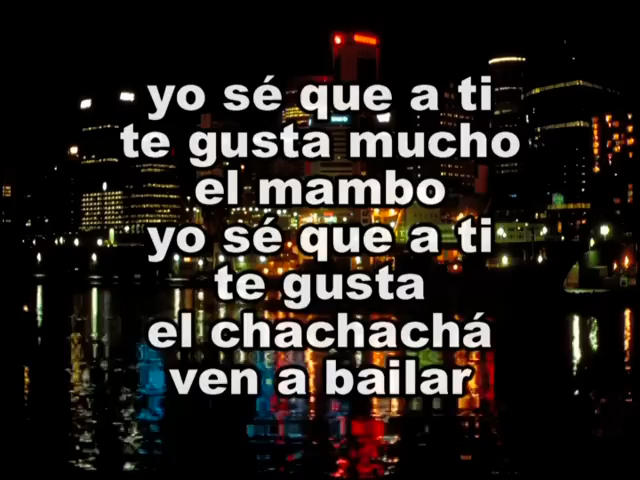 yo sé que a ti
te gusta mucho
el mambo
yo sé que a ti
te gusta
el chachachá
ven a bailar